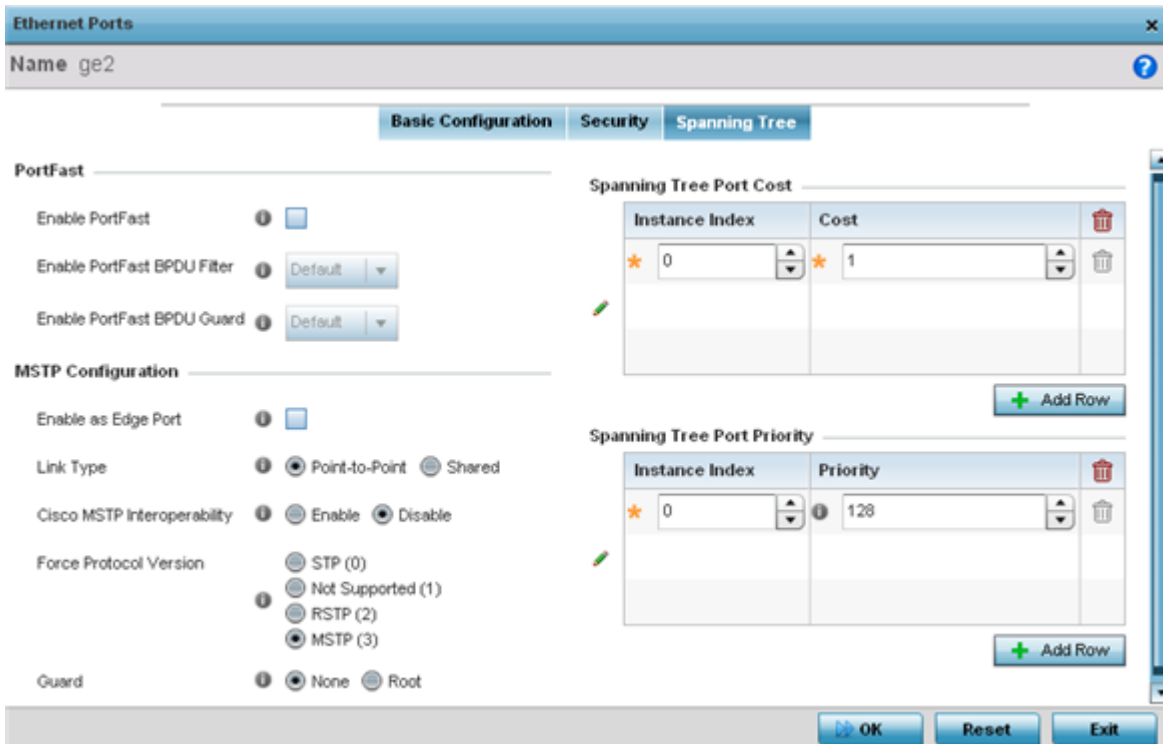 Ethernet Ports
Name ge2
Basic Configuration Security Spanning Tree
PortFast
Enable PortFast
Enable PortFast BPDU Filter Default
Enable PortFast BPDU Guard Default
MSTP Configuration
Enable as Edge Port
Link Type Point-to-Point Shared
Cisco MSTP Interoperability Enable Disable
Force Protocol Version STP (0)
Not Supported (1)
RSTP (2)
MSTP (3)
Guard None Root
Spanning Tree Port Cost
Instance Index Cost
0 1
Add Row
Spanning Tree Port Priority
Instance Index Priority
0 128
Add Row
OK Reset Exit